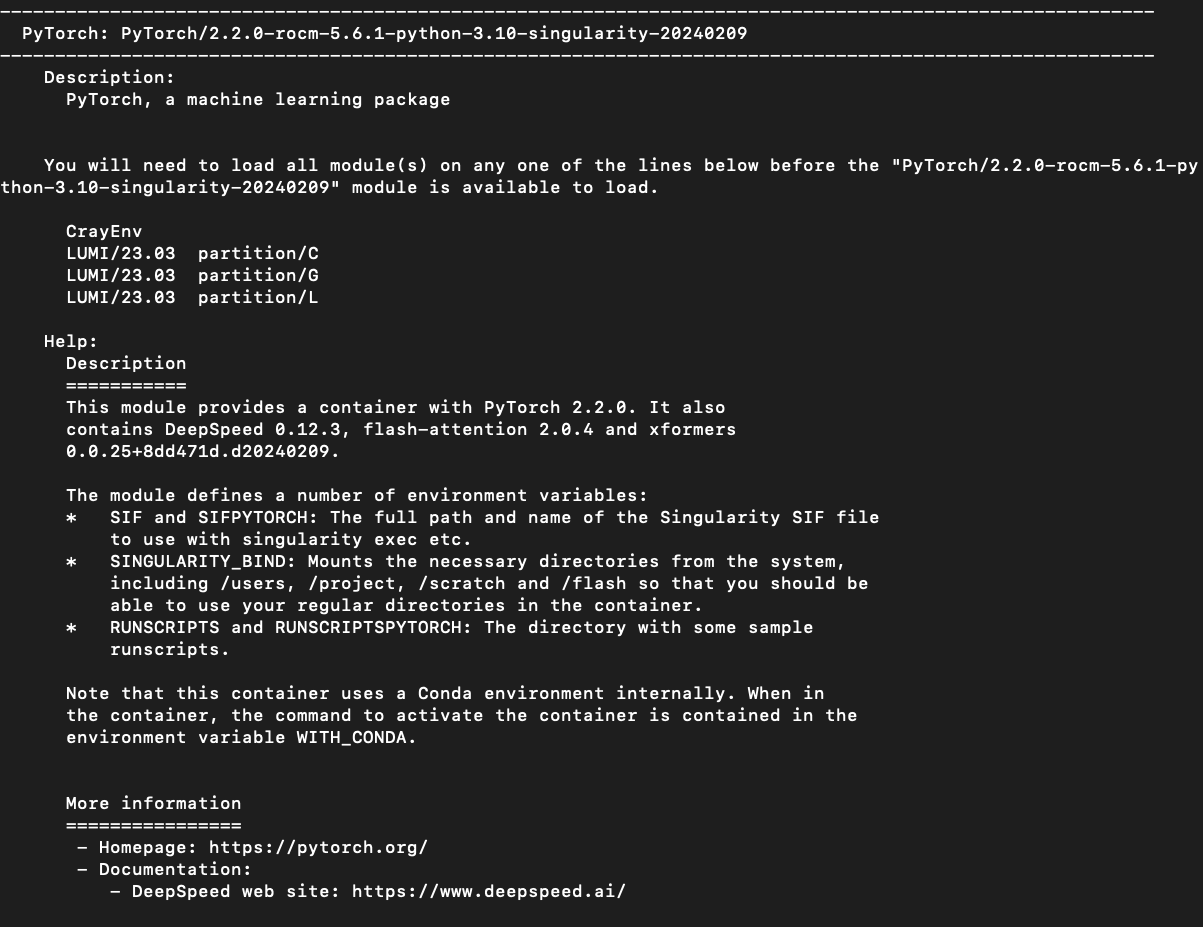 ------------------------------------------------------------------------------------------------------------
  PyTorch: PyTorch/2.2.0-rocm-5.6.1-python-3.10-singularity-20240209
------------------------------------------------------------------------------------------------------------
    Description:
      PyTorch, a machine learning package

    You will need to load all module(s) on any one of the lines below before the "PyTorch/2.2.0-rocm-5.6.1-py
thon-3.10-singularity-20240209" module is available to load.

      CrayEnv
      LUMI/23.03  partition/C
      LUMI/23.03  partition/G
      LUMI/23.03  partition/L

    Help:
      Description
      ===========
      This module provides a container with PyTorch 2.2.0. It also
      contains DeepSpeed 0.12.3, flash-attention 2.0.4 and xformers
      0.0.25+8dd471d.d20240209.

      The module defines a number of environment variables:
      *   SIF and SIFPYTORCH: The full path and name of the Singularity SIF file
          to use with singularity exec etc.
      *   SINGULARITY_BIND: Mounts the necessary directories from the system,
          including /users, /project, /scratch and /flash so that you should be
          able to use your regular directories in the container.
      *   RUNSCRIPTS and RUNSCRIPTSPYTORCH: The directory with some sample
          runscripts.

      Note that this container uses a Conda environment internally. When in
      the container, the command to activate the container is contained in the
      environment variable WITH_CONDA.

      More information
      ================
       - Homepage: https://pytorch.org/
       - Documentation:
          - DeepSpeed web site: https://www.deepspeed.ai/